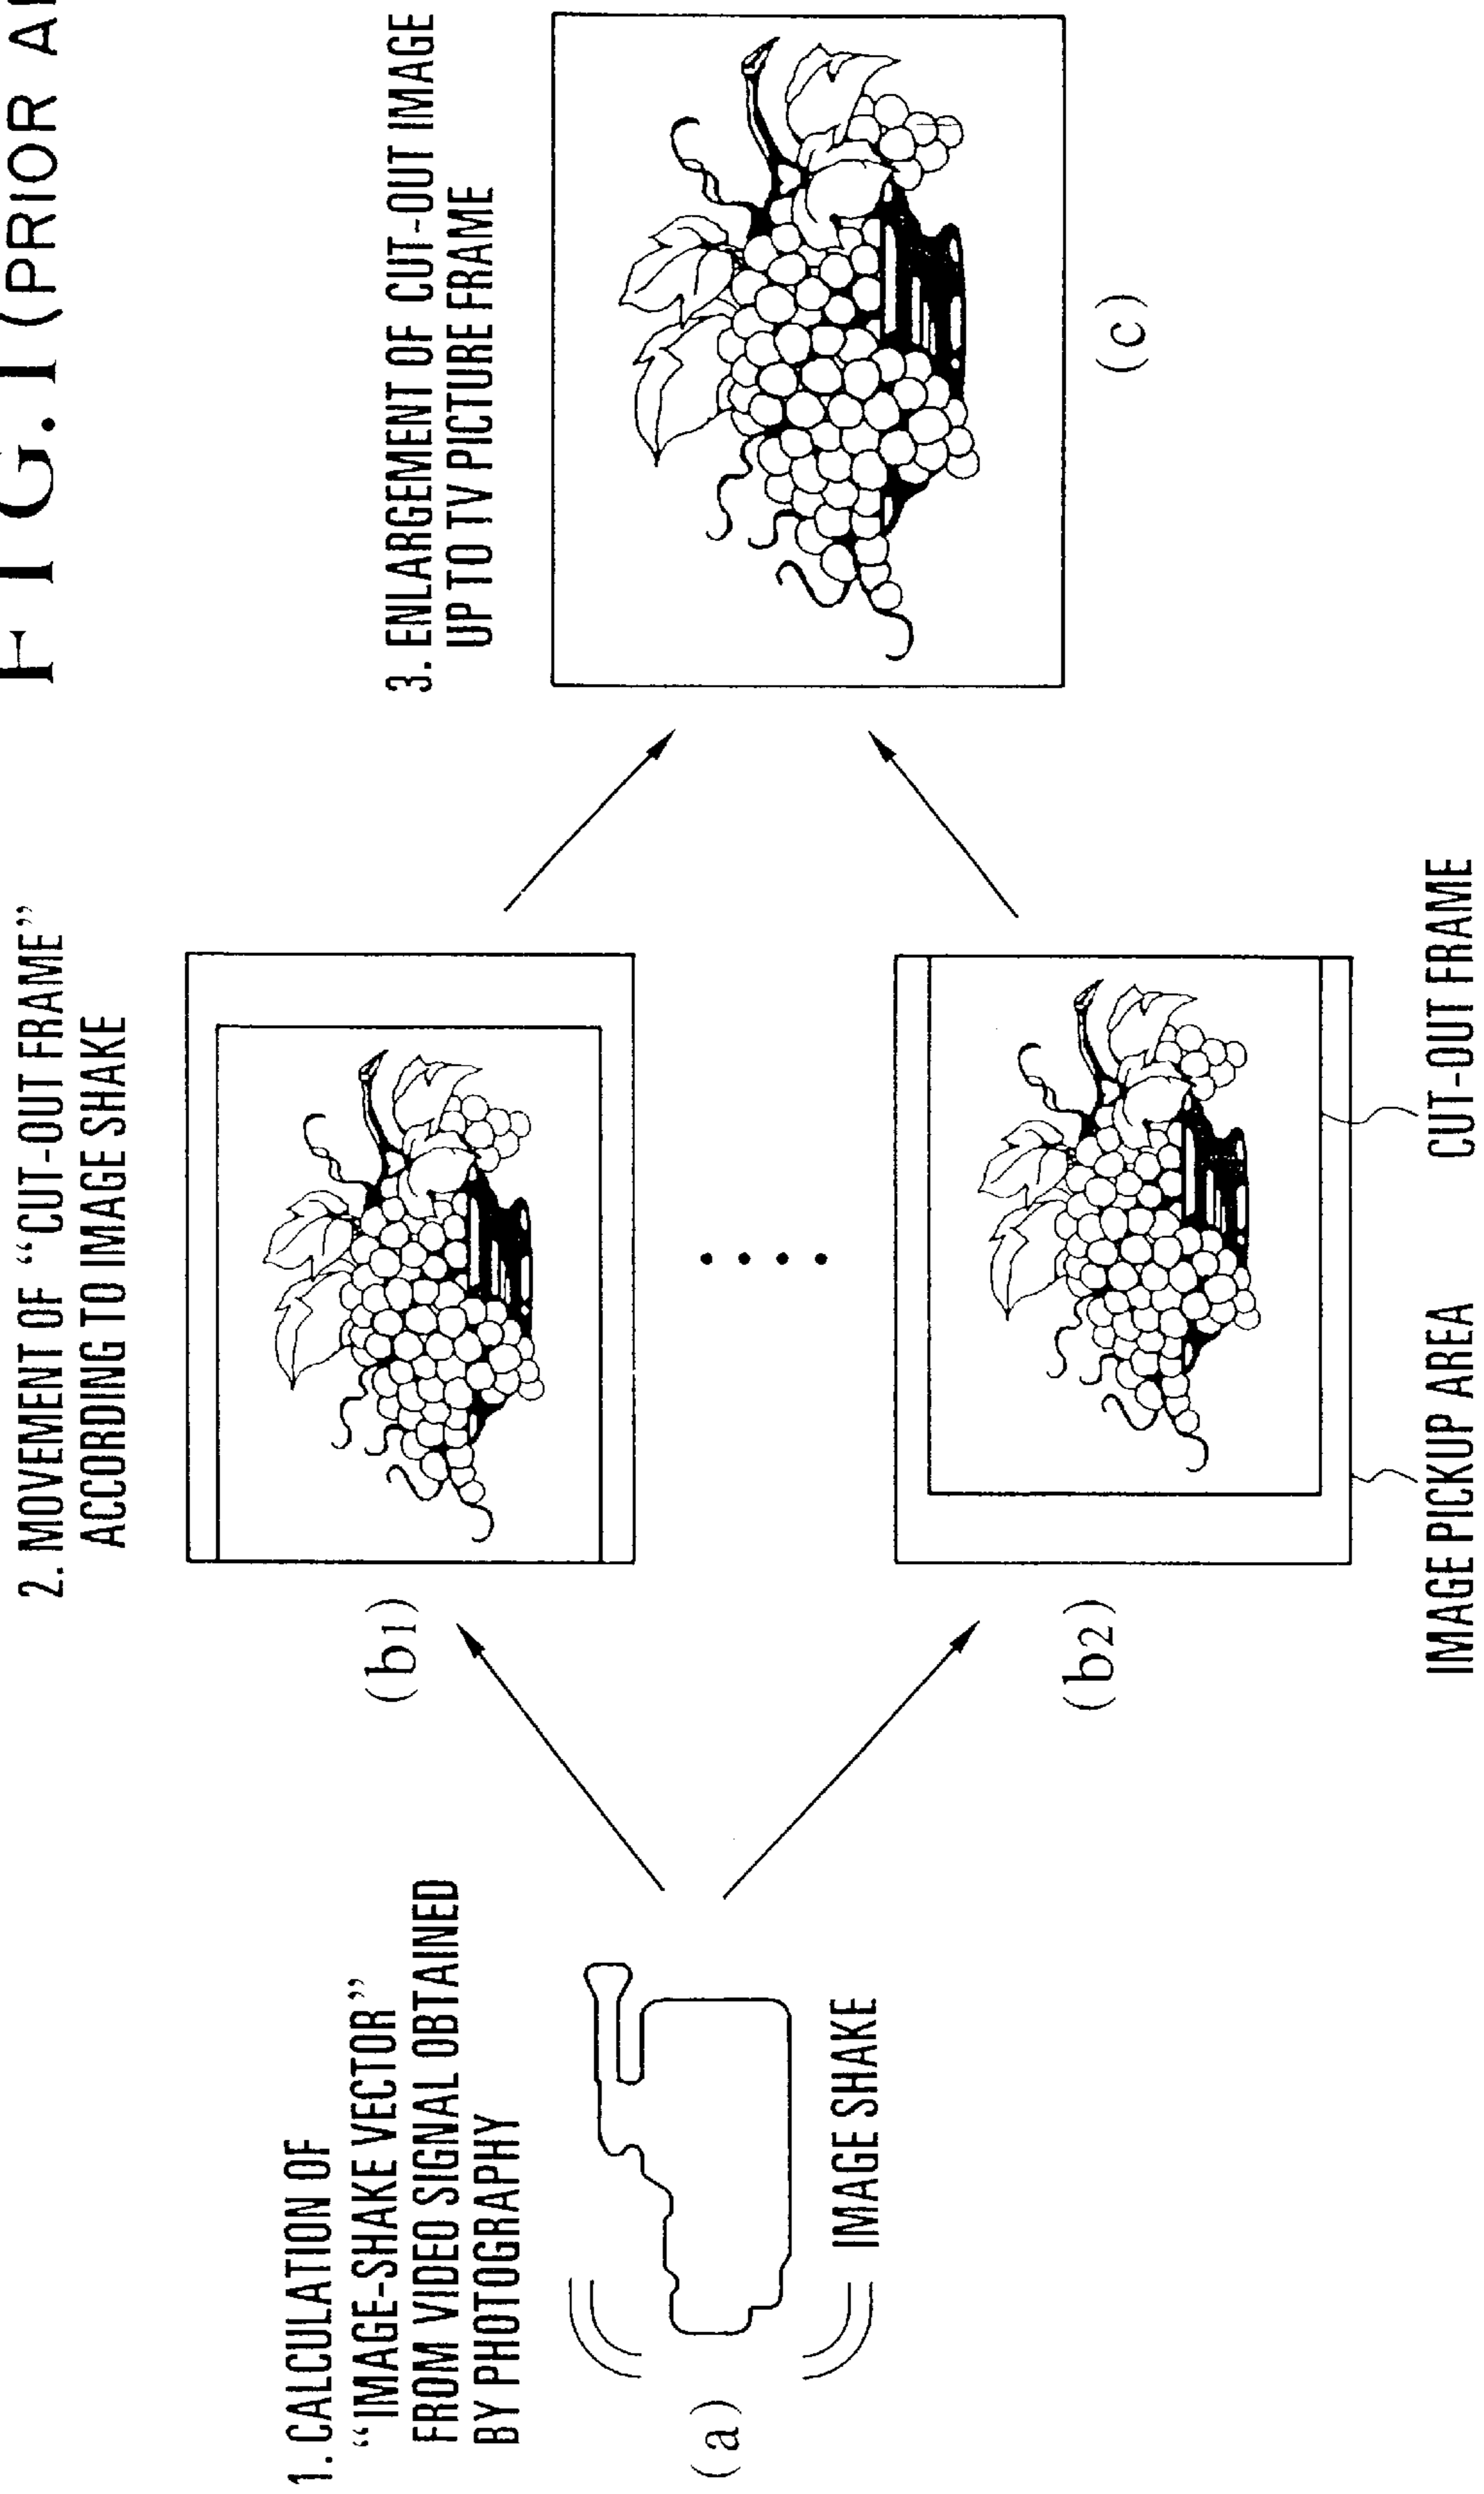 FIG.1 (PRIOR
1. CALCULATION OF
“IMAGE-SHAKE VECTOR”
FROM VIDEO SIGNAL OBTAINED
BY PHOTOGRAPHY
(a)
IMAGE SHAKE
2. MOVEMENT OF “CUT-OUT FRAME”
ACCORDING TO IMAGE SHAKE
(b1)
(b2)
IMAGE PICKUP AREA
CUT-OUT FRAME
3. ENLARGEMENT OF CUT-OUT IMAGE
UP TO TV PICTURE FRAME
(c)